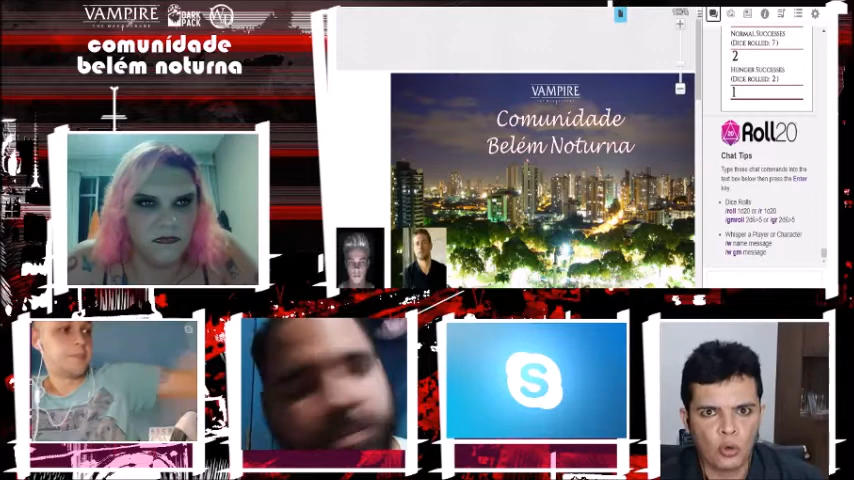 VAMPIRE
THE MASQUERADE
DARK
PACK
WD
comunidade
belém noturna
VAMPIRE
Comunidade
Belém Noturna
Normal Successes
(Dice rolled: 7)
2
Hunger Successes
(Dice rolled: 2)
1
Roll20
Chat Tips
Type these chat commands into the
text box below then press the Enter
key.
Dice Rolls
/roll 1d20 or /r 1d20
/gmroll 2d6>5 or /gr 2d6>5
Whisper a Player or Character
/w name message
/w gm message
S